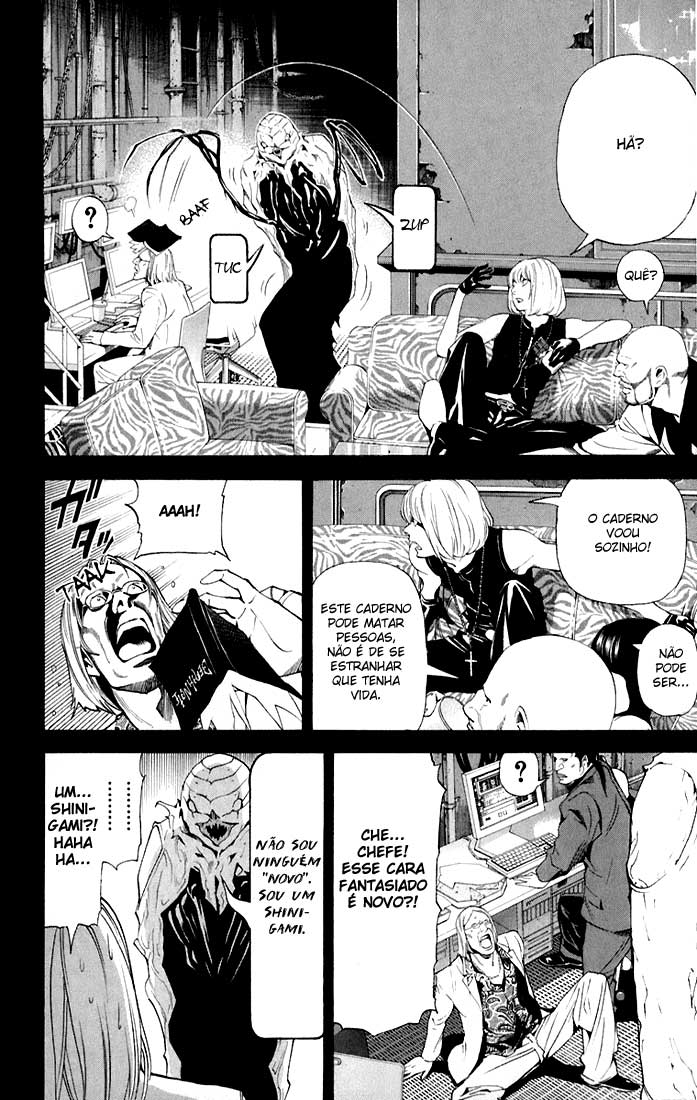 HÃ?
QUÊ?
ZUP
BAAF
TUC
?
O CADERNO
VOOU
SOZINHO!
NÃO
PODE
SER...
ESTE CADERNO
PODE MATAR
PESSOAS,
NÃO É DE SE
ESTRANHAR
QUE TENHA
VIDA.
AAAH!
ガタ
?
CHE...
CHEFE!
ESSE CARA
FANTASIADO
É NOVO?!
NÃO SOU
NINGUÉM
"NOVO".
SOU UM
SHINI-
GAMI.
.........
UM...
SHINI-
GAMI?!
HAHA
HA...